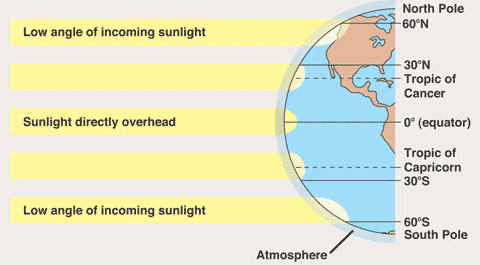 North Pole
60°N
Low angle of incoming sunlight
30°N
Tropic of
Cancer
Sunlight directly overhead
0° (equator)
Tropic of
Capricorn
30°S
Low angle of incoming sunlight
60°S
South Pole
Atmosphere